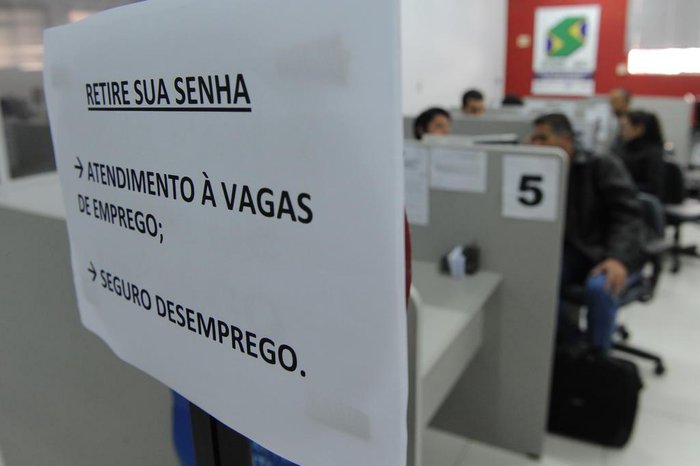 RETIRE SUA SENHA
→ ATENDIMENTO À VAGAS
DE EMPREGO;
→ SEGURO DESEMPREGO.
5